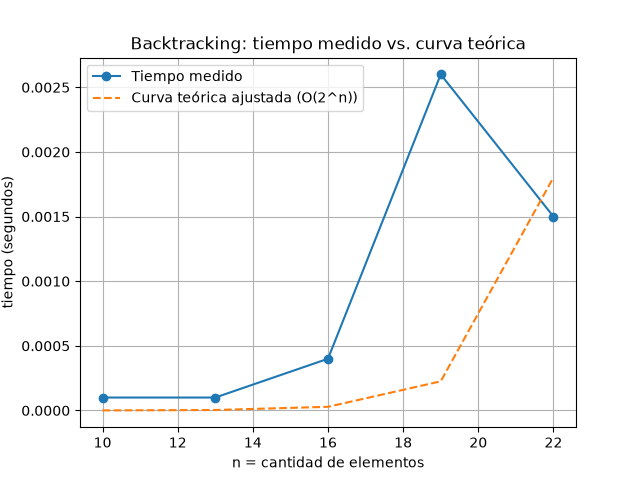 Backtracking: tiempo medido vs. curva teórica
Tiempo medido
Curva teórica ajustada (O(2^n))
0.0025
0.0020
0.0015
0.0010
0.0005
0.0000
tiempo (segundos)
10 12 14 16 18 20 22
n = cantidad de elementos